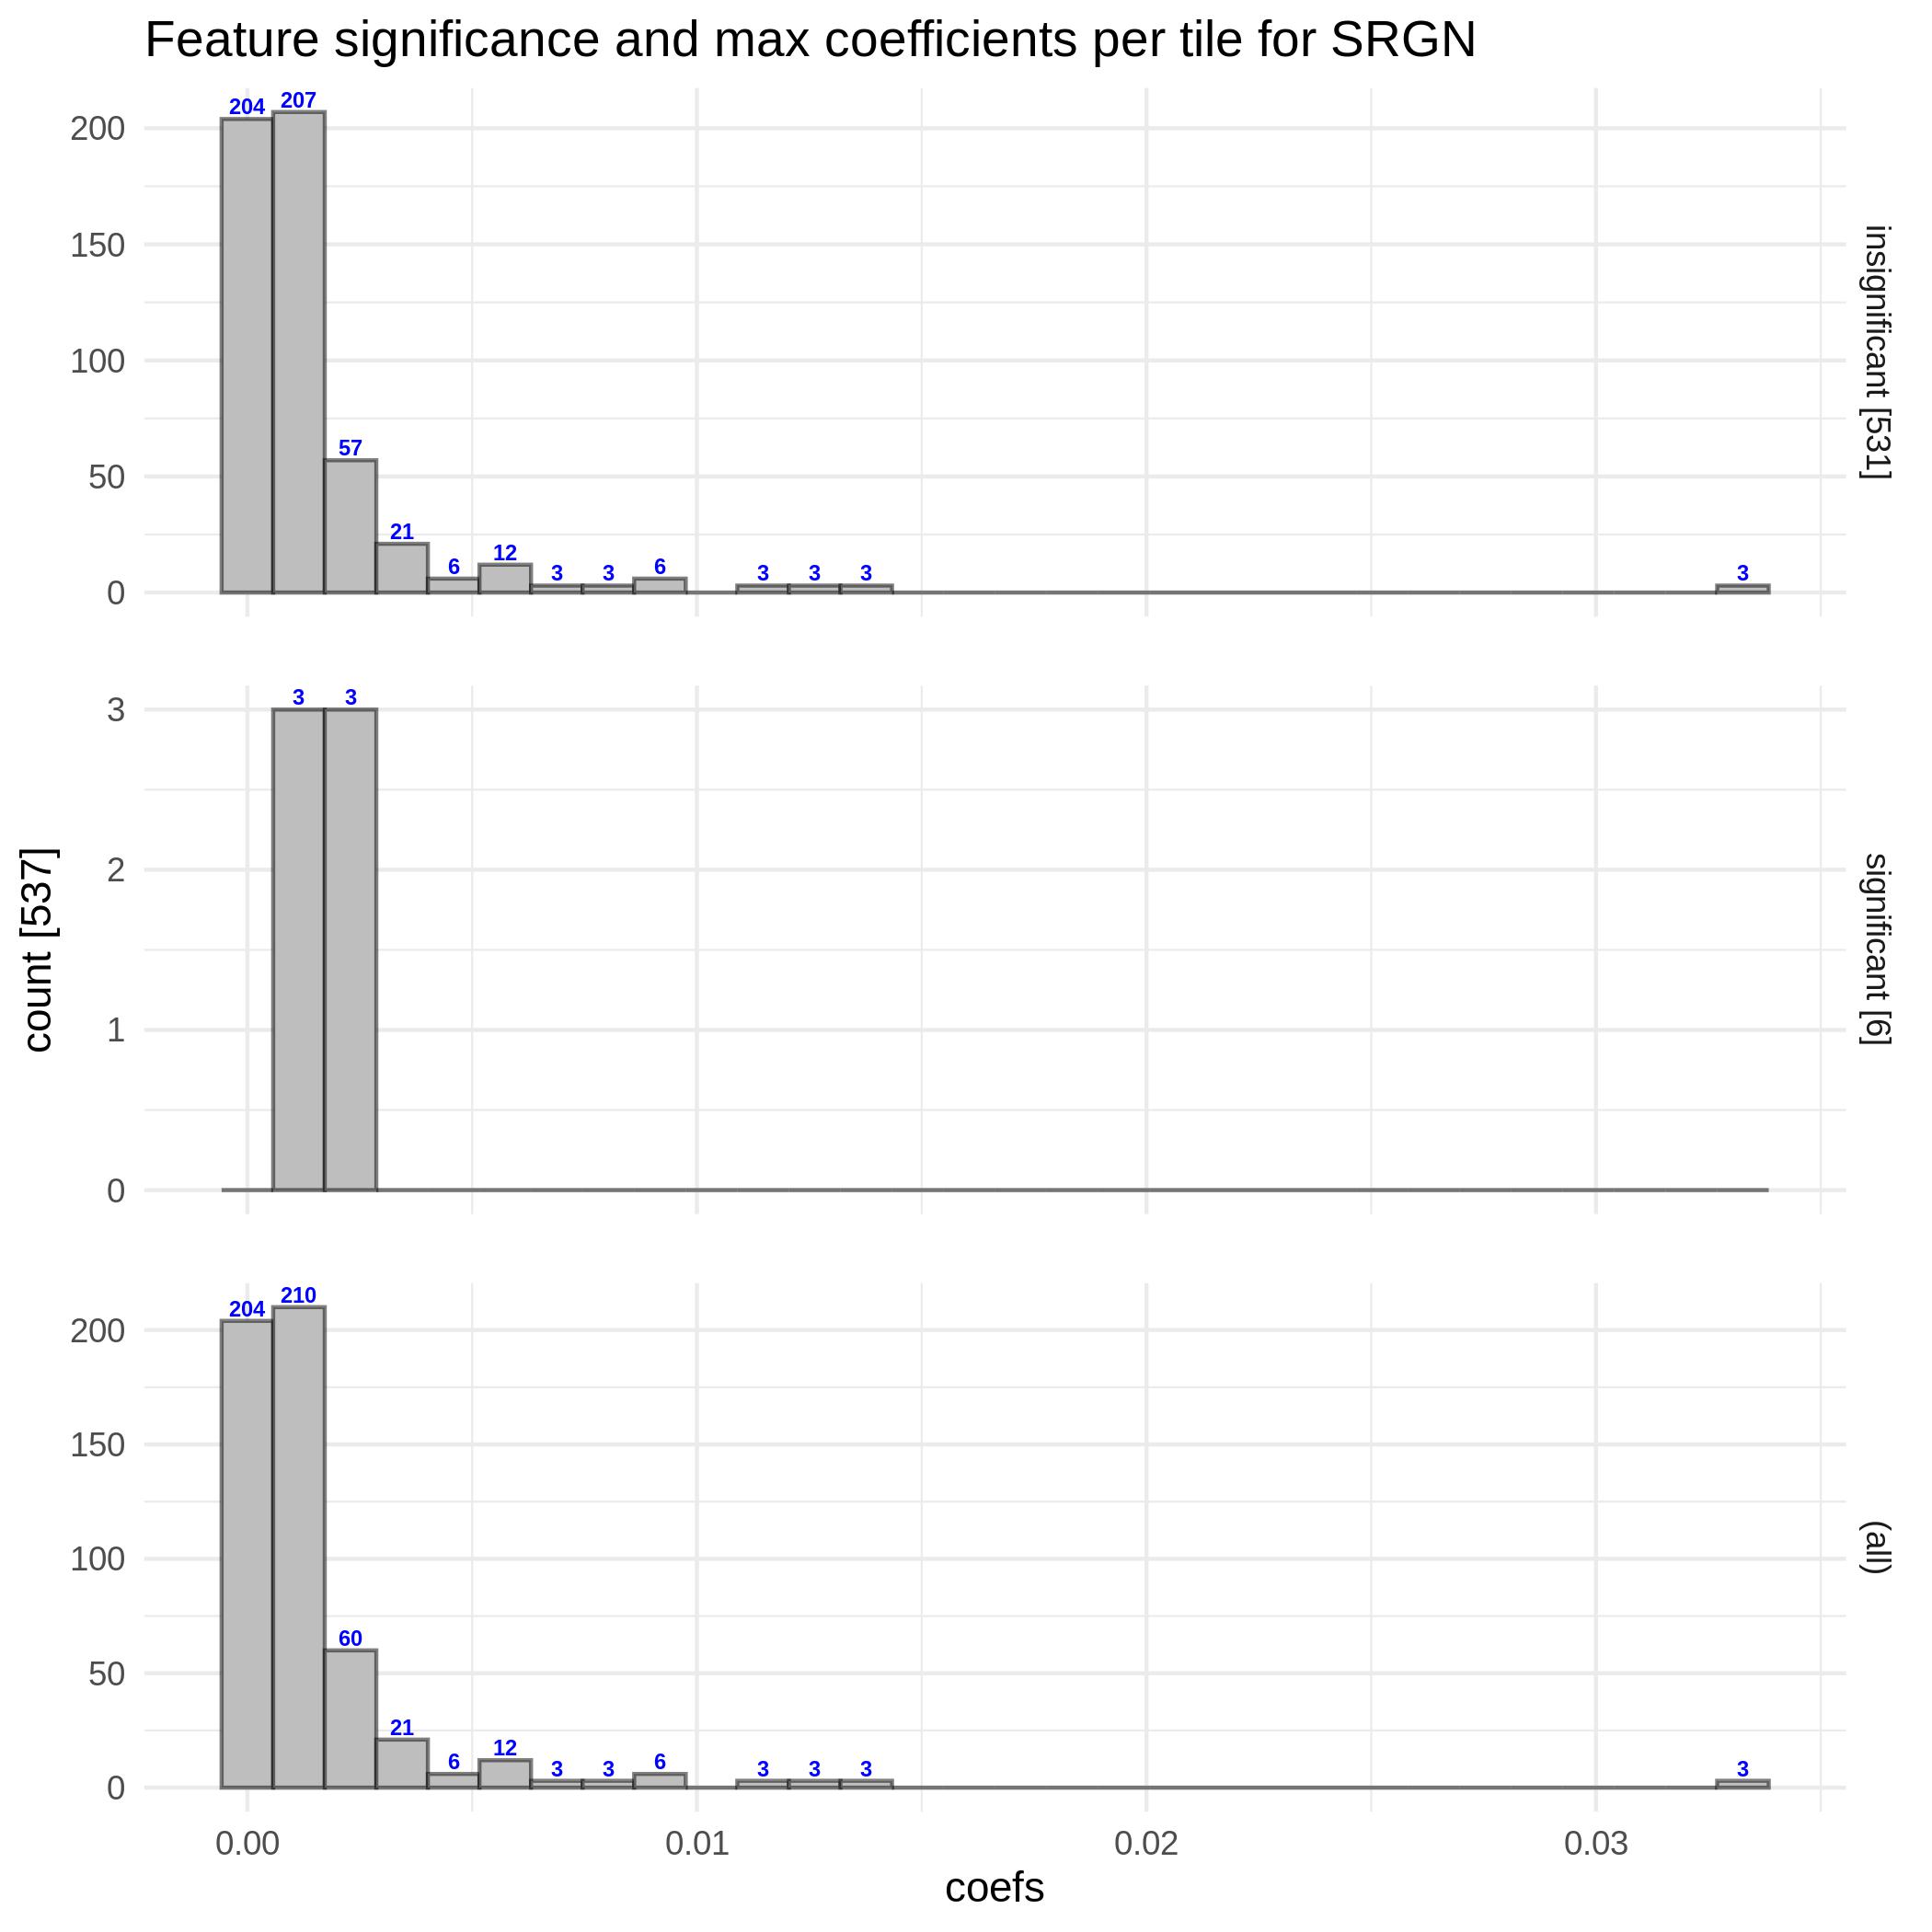 Feature significance and max coefficients per tile for SRGN
204 207
57
21
6 12 3 3 6 3 3 3 3
200
150
100
50
0
insignificant [531]
3 3
3
2
1
0
significant [6]
count [537]
204 210
60
21
6 12 3 3 6 3 3 3 3
200
150
100
50
0
(all)
0.00 0.01 0.02 0.03
coefs